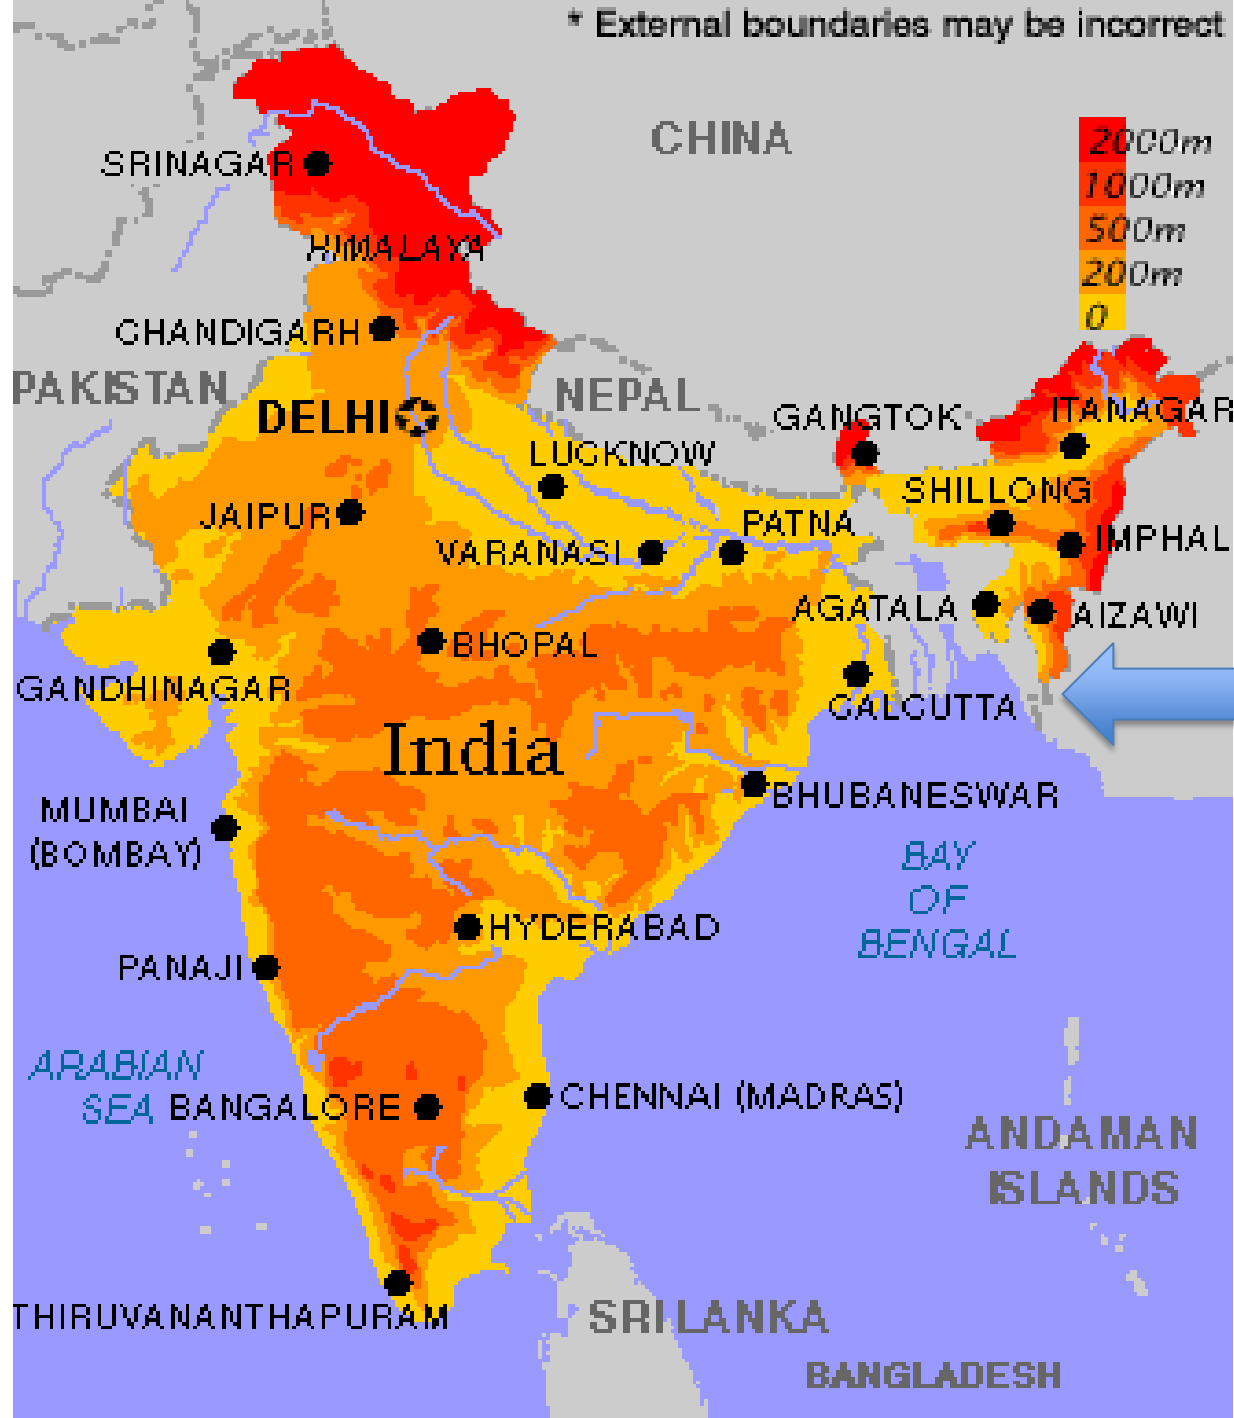 * External boundaries may be incorrect
CHINA
2000m
1000m
500m
200m
0
SRINAGAR
HIMALAYA
CHANDIGARH
PAKISTAN
NEPAL
DELHI
GANGTOK
ITANAGAR
LUCKNOW
SHILLONG
JAIPUR
PATNA
VARANASI
IMPHAL
AGATALA
AIZAWI
BHOPAL
GANDHINAGAR
CALCUTTA
India
BHUBANESWAR
MUMBAI
(BOMBAY)
BAY
OF
BENGAL
HYDERABAD
PANAJI
ARABIAN
SEA
BANGALORE
CHENNAI (MADRAS)
ANDAMAN
ISLANDS
THIRUVANANTHAPURAM
SRI LANKA
BANGLADESH